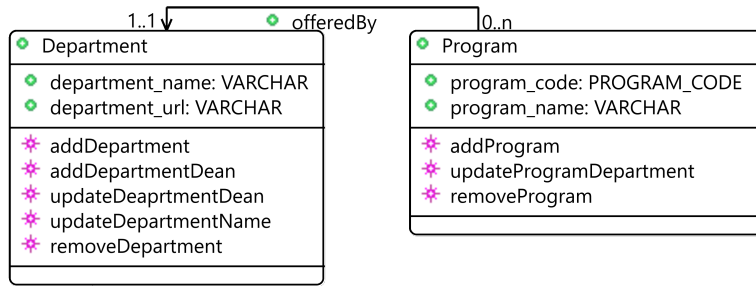 1..1
offeredBy
0..n
Department
department_name: VARCHAR
department_url: VARCHAR
addDepartment
addDepartmentDean
updateDeaprtmentDean
updateDepartmentName
removeDepartment
Program
program_code: PROGRAM_CODE
program_name: VARCHAR
addProgram
updateProgramDepartment
removeProgram